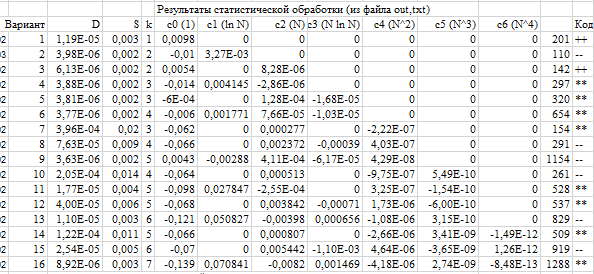 Результаты статистической обработки (из файла out,txt)
Вариант D S k c0 (1) c1 (ln N) c2 (N) c3 (N ln N) c4 (N^2) c5 (N^3) c6 (N^4) Код
02 1 1,19E-05 0,003 1 0,0098 0 0 0 0 0 0 201 ++
03 2 3,98E-06 0,002 2 -0,01 3,27E-03 0 0 0 0 0 110 --
02 3 6,13E-06 0,002 2 0,0054 0 8,28E-06 0 0 0 0 142 ++
02 4 3,88E-06 0,002 3 -0,014 0,004145 -2,86E-06 0 0 0 0 297 **
02 5 3,81E-06 0,002 3 -6E-04 0 1,28E-04 -1,68E-05 0 0 0 320 **
02 6 3,77E-06 0,002 4 -0,006 0,001771 7,66E-05 -1,03E-05 0 0 0 654 **
02 7 3,96E-04 0,02 3 -0,062 0 0,000277 0 -2,22E-07 0 0 154 **
02 8 7,63E-05 0,009 4 -0,066 0 0,002372 -0,00039 4,03E-07 0 0 291 --
02 9 3,63E-06 0,002 5 0,0043 -0,00288 4,11E-04 -6,17E-05 4,29E-08 0 0 1154 --
02 10 2,05E-04 0,014 4 -0,064 0 0,000513 0 -9,75E-07 5,49E-10 0 261 --
02 11 1,77E-05 0,004 5 -0,098 0,027847 -2,55E-04 0 3,25E-07 -1,54E-10 0 528 **
02 12 4,00E-05 0,006 5 -0,068 0 0,003842 -0,00071 1,73E-06 -6,00E-10 0 537 **
02 13 1,10E-05 0,003 6 -0,121 0,050827 -0,00398 0,000656 -1,08E-06 3,15E-10 0 829 --
02 14 1,22E-04 0,011 5 -0,066 0 0,000807 0 -2,66E-06 3,41E-09 -1,49E-12 509 **
02 15 2,54E-05 0,005 6 -0,07 0 0,005442 -1,10E-03 4,64E-06 -3,65E-09 1,26E-12 919 --
02 16 8,92E-06 0,003 7 -0,139 0,070841 -0,0082 0,001469 -4,18E-06 2,74E-09 -8,48E-13 1288 **